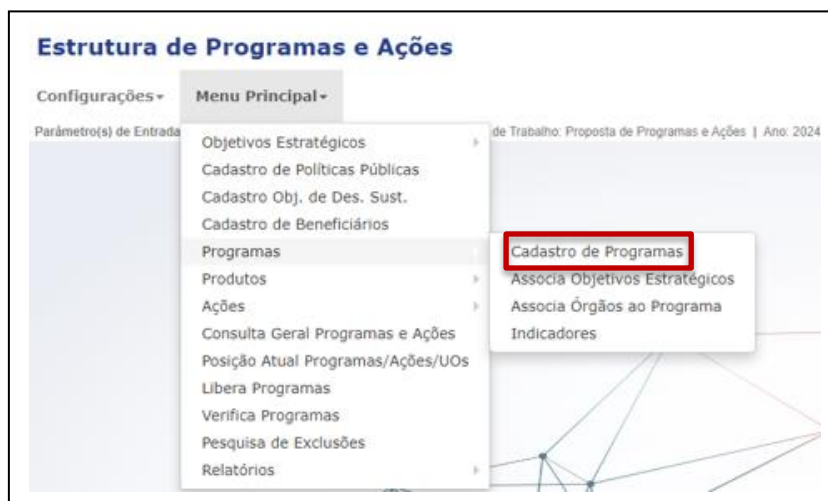 Estrutura de Programas e Ações
Configurações Menu Principal
Parâmetro(s) de Entrada de Trabalho: Proposta de Programas e Ações | Ano: 2024
Objetivos Estratégicos
Cadastro de Políticas Públicas
Cadastro Obj. de Des. Sust.
Cadastro de Beneficiários
Programas
Produtos
Ações
Consulta Geral Programas e Ações
Posição Atual Programas/Ações/UOs
Libera Programas
Verifica Programas
Pesquisa de Exclusões
Relatórios
Cadastro de Programas
Associa Objetivos Estratégicos
Associa Órgãos ao Programa
Indicadores